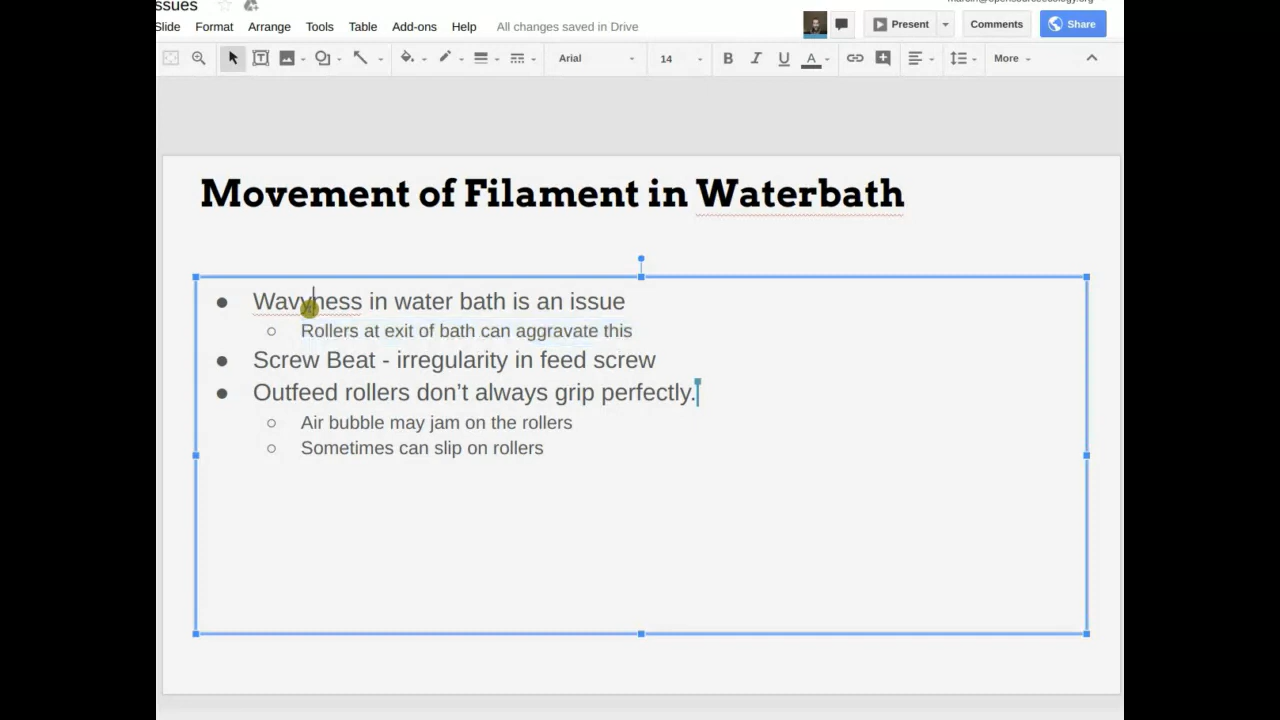 issues
Slide Format Arrange Tools Table Add-ons Help All changes saved in Drive
Present Comments Share
Arial 14 B I U A More
Movement of Filament in Waterbath
● Wavyness in water bath is an issue
○ Rollers at exit of bath can aggravate this
● Screw Beat - irregularity in feed screw
● Outfeed rollers don’t always grip perfectly.
○ Air bubble may jam on the rollers
○ Sometimes can slip on rollers